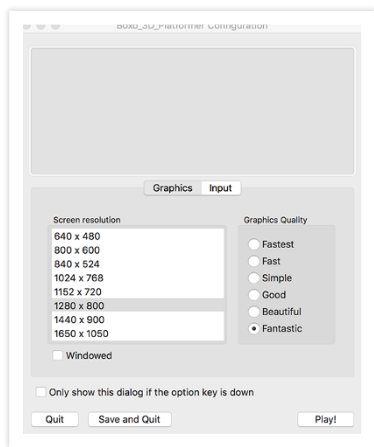 Boxo_3D_Platformer Configuration
Graphics Input
Screen resolution
Graphics Quality
640 x 480
800 x 600
840 x 524
1024 x 768
1152 x 720
1280 x 800
1440 x 900
1650 x 1050
Fastest
Fast
Simple
Good
Beautiful
Fantastic
Windowed
Only show this dialog if the option key is down
Quit Save and Quit Play!